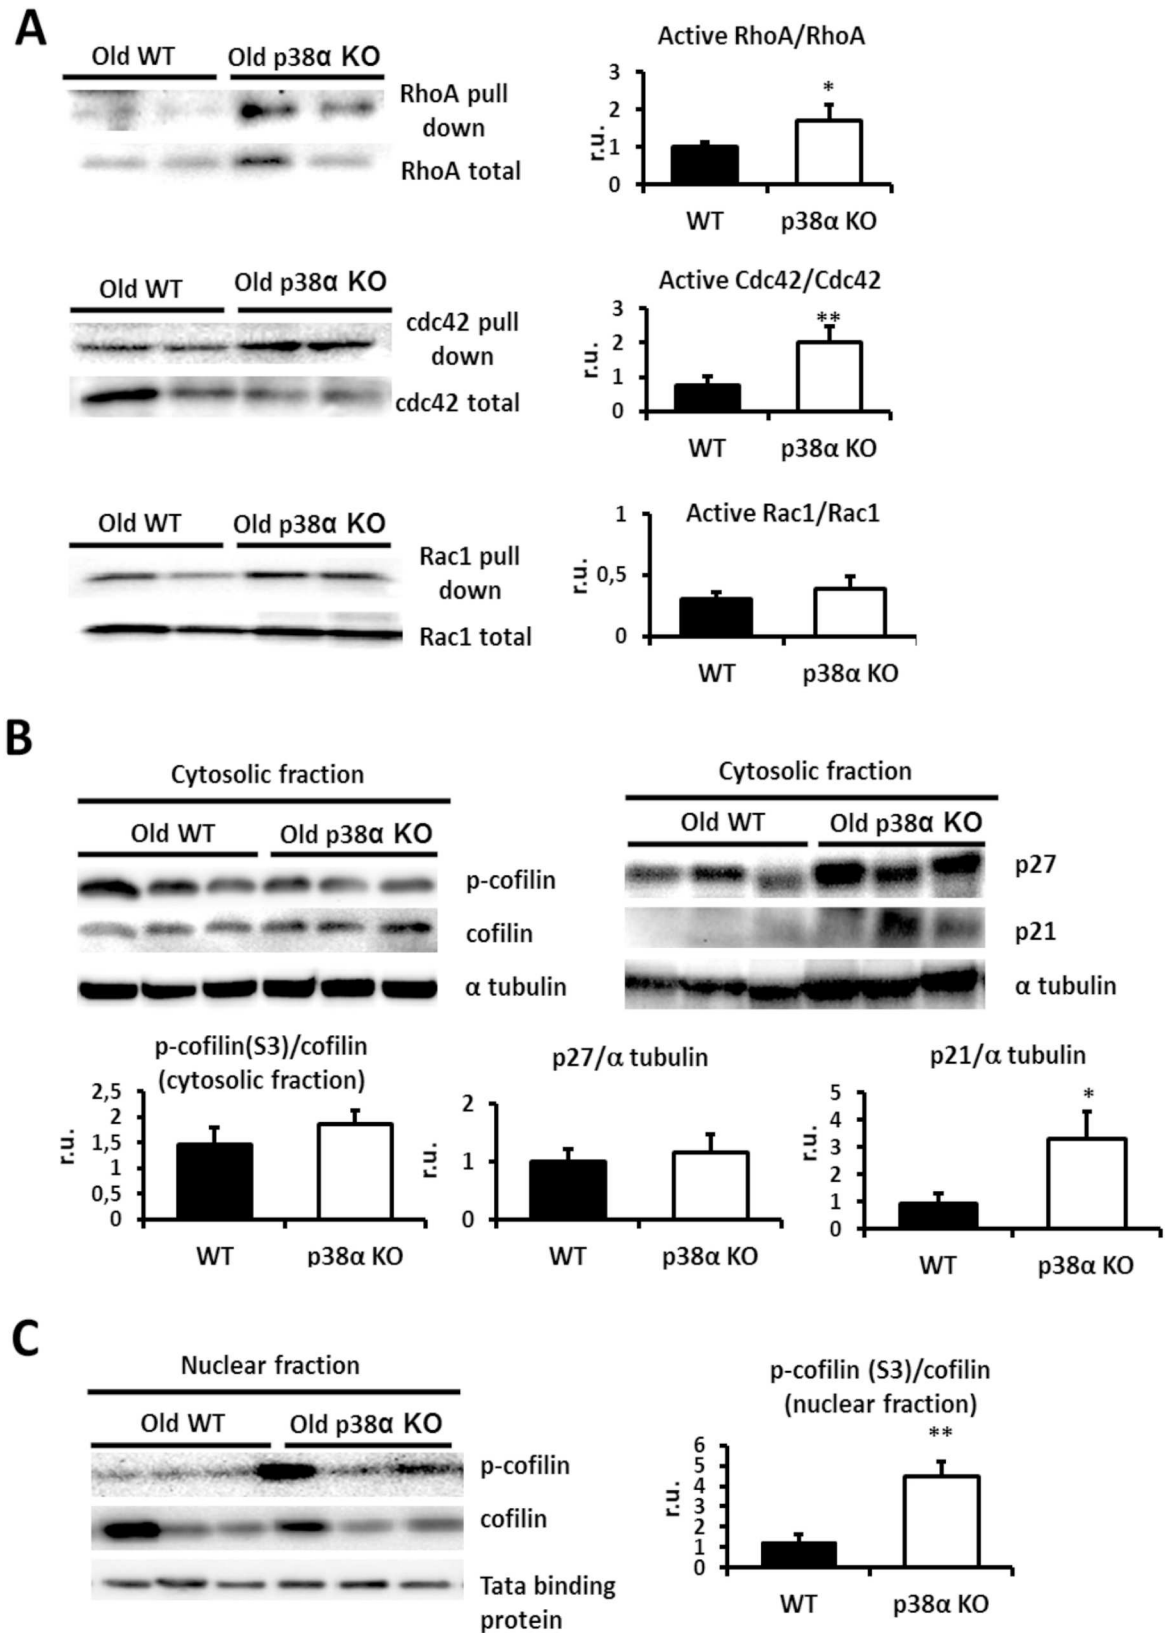 A
Old WT
Old p38α KO
RhoA pull
down
RhoA total
Active RhoA/RhoA
3
2
1
0
r.u.
*
WT
p38α KO
Old WT
Old p38α KO
cdc42 pull
down
cdc42 total
Active Cdc42/Cdc42
3
2
1
0
r.u.
**
WT
p38α KO
Old WT
Old p38α KO
Rac1 pull
down
Rac1 total
Active Rac1/Rac1
1
0,5
0
r.u.
WT
p38α KO
B
Cytosolic fraction
Old WT
Old p38α KO
p-cofilin
cofilin
α tubulin
Cytosolic fraction
Old WT
Old p38α KO
p27
p21
α tubulin
p-cofilin(S3)/cofilin
(cytosolic fraction)
2,5
2
1,5
1
0,5
0
r.u.
WT
p38α KO
p27/α tubulin
2
1
0
r.u.
WT
p38α KO
p21/α tubulin
5
4
3
2
1
0
r.u.
*
WT
p38α KO
C
Nuclear fraction
Old WT
Old p38α KO
p-cofilin
cofilin
Tata binding
protein
p-cofilin (S3)/cofilin
(nuclear fraction)
**
6
5
4
3
2
1
0
r.u.
WT
p38α KO